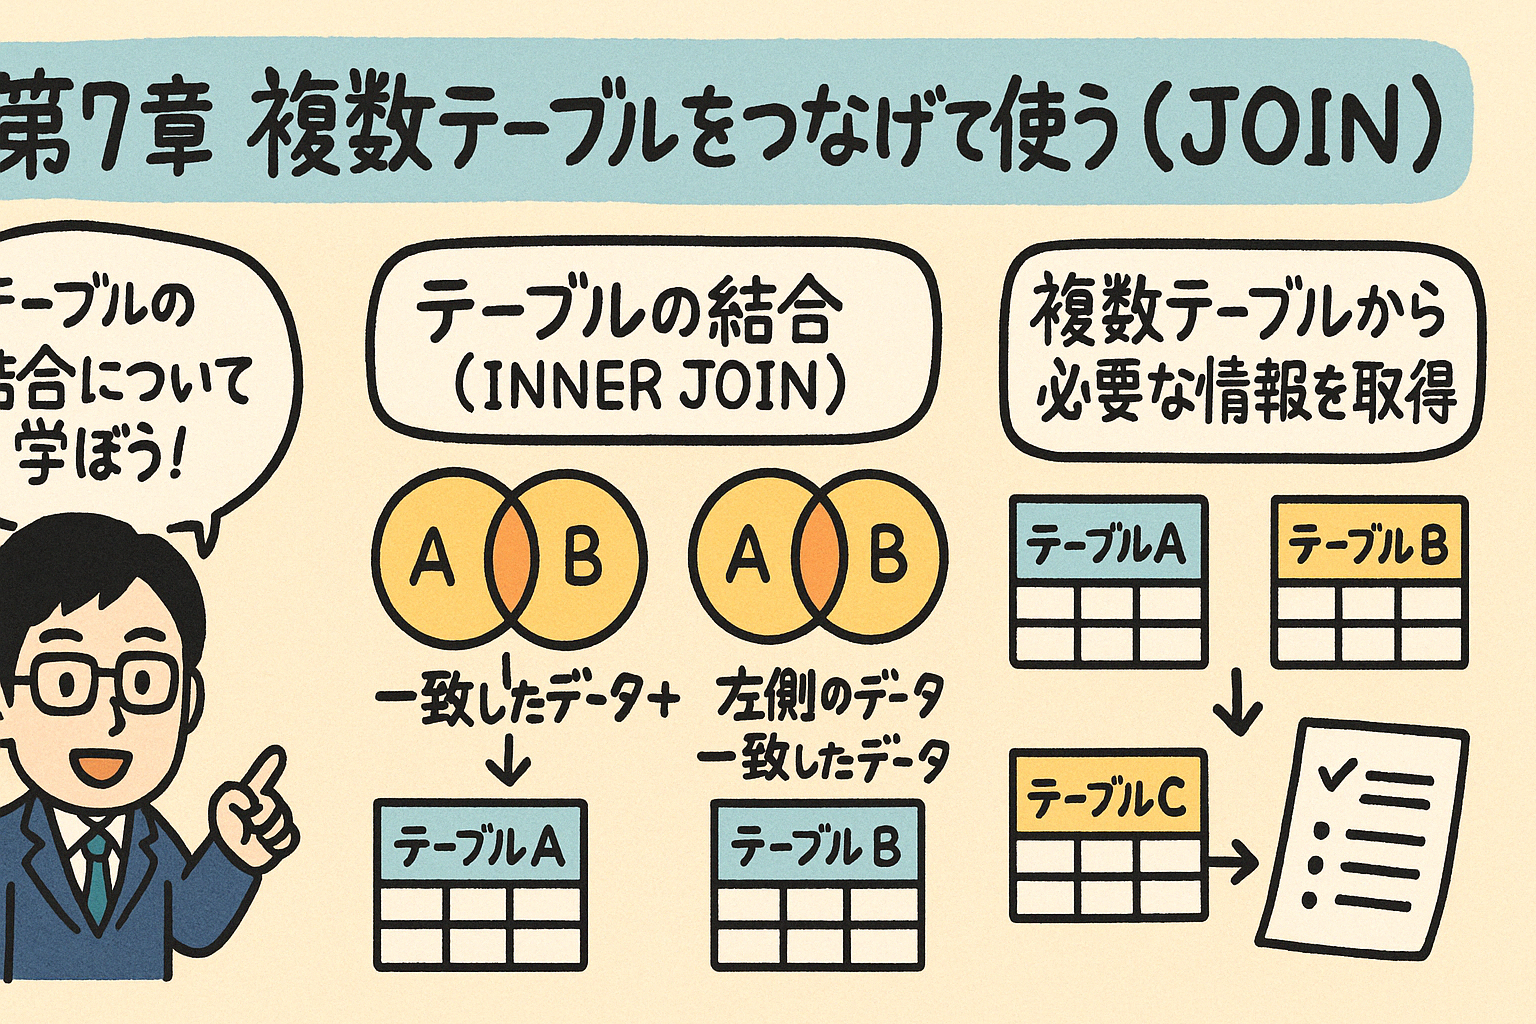 第7章 複数テーブルをつなげて使う(JOIN)
テーブルの
結合について
学ぼう!
テーブルの結合
(INNER JOIN)
複数テーブルから
必要な情報を取得
A B
A B
一致したデータ+
左側のデータ
一致したデータ
テーブルA
テーブルB
テーブルA
テーブルB
テーブルC